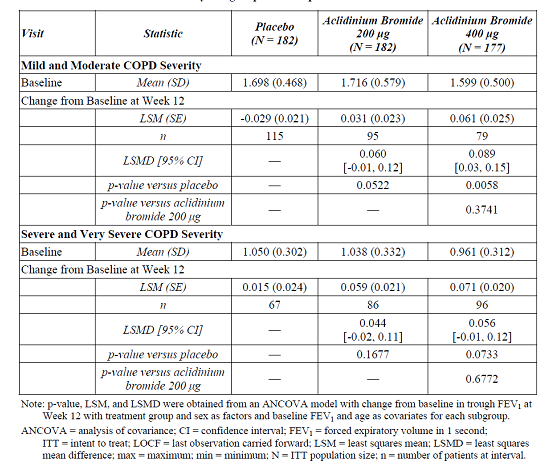 Visit Statistic Placebo (N = 182) Aclidinium Bromide 200 µg (N = 182) Aclidinium Bromide 400 µg (N = 177)
Mild and Moderate COPD Severity
Baseline Mean (SD) 1.698 (0.468) 1.716 (0.579) 1.599 (0.500)
Change from Baseline at Week 12
LSM (SE) -0.029 (0.021) 0.031 (0.023) 0.061 (0.025)
n 115 95 79
LSMD [95% CI] — 0.060 [-0.01, 0.12] 0.089 [0.03, 0.15]
p-value versus placebo — 0.0522 0.0058
p-value versus aclidinium bromide 200 µg — — 0.3741
Severe and Very Severe COPD Severity
Baseline Mean (SD) 1.050 (0.302) 1.038 (0.332) 0.961 (0.312)
Change from Baseline at Week 12
LSM (SE) 0.015 (0.024) 0.059 (0.021) 0.071 (0.020)
n 67 86 96
LSMD [95% CI] — 0.044 [-0.02, 0.11] 0.056 [-0.01, 0.12]
p-value versus placebo — 0.1677 0.0733
p-value versus aclidinium bromide 200 µg — — 0.6772
Note: p-value, LSM, and LSMD were obtained from an ANCOVA model with change from baseline in trough FEV1 at
Week 12 with treatment group and sex as factors and baseline FEV1 and age as covariates for each subgroup.
ANCOVA = analysis of covariance; CI = confidence interval; FEV1 = forced expiratory volume in 1 second;
ITT = intent to treat; LOCF = last observation carried forward; LSM = least squares mean; LSMD = least squares
mean difference; max = maximum; min = minimum; N = ITT population size; n = number of patients at interval.